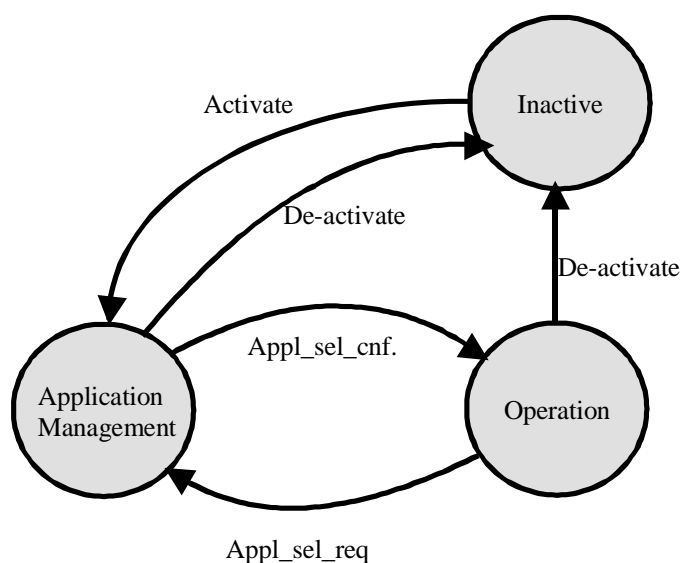 Activate
Inactive
De-activate
De-activate
Appl_sel_cnf.
Application
Management
Operation
Appl_sel_req